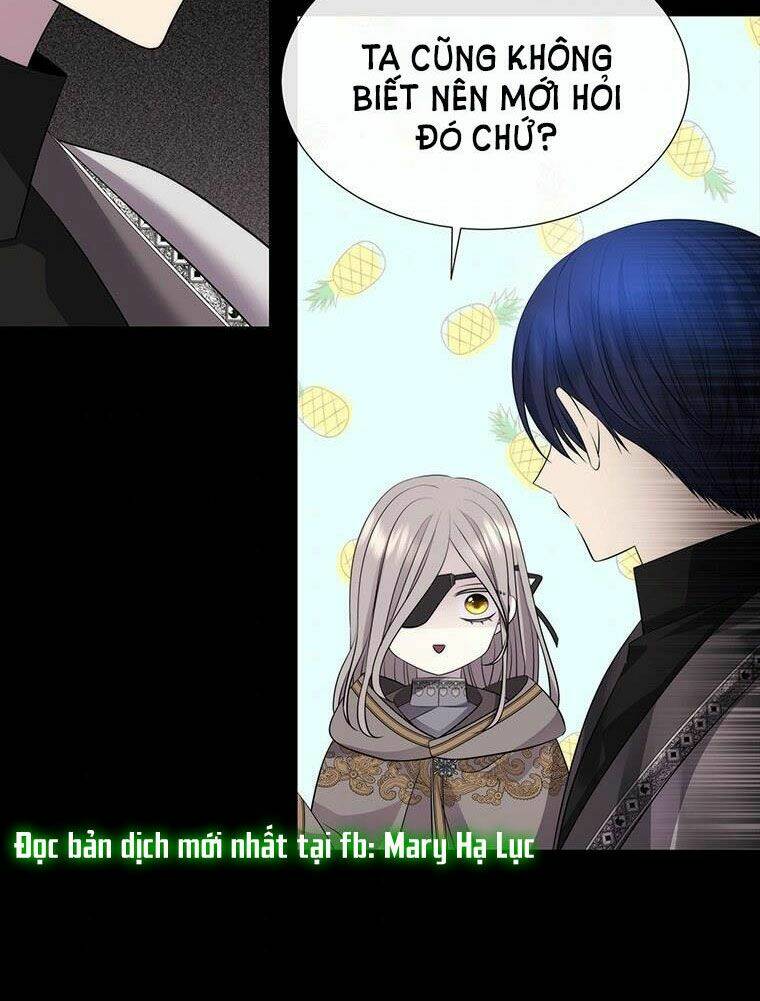 TA CŨNG KHÔNG
BIẾT NÊN MỚI HỎI
ĐÓ CHỨ?
Đọc bản dịch mới nhất tại fb: Mary Hạ Lục